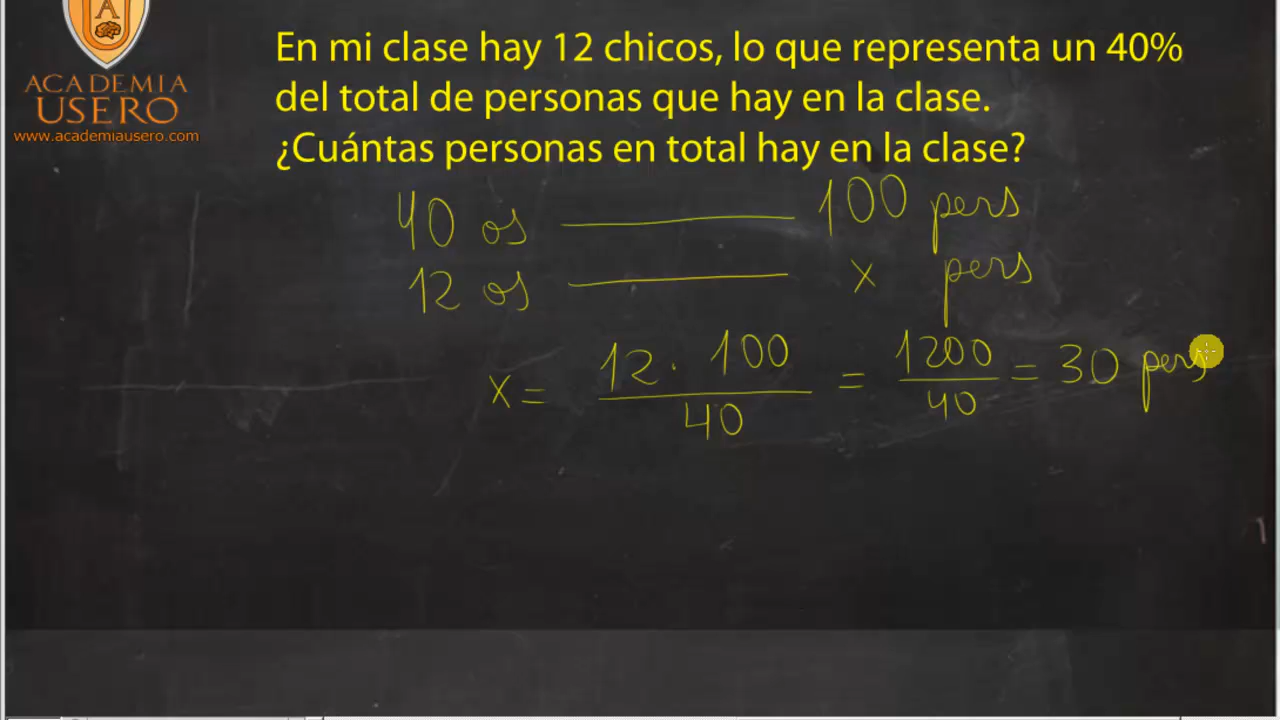 A
ACADEMIA
USERO
www.academiausero.com
En mi clase hay 12 chicos, lo que representa un 40%
del total de personas que hay en la clase.
¿Cuántas personas en total hay en la clase?
40 os ——— 100 pers
12 os ——— x pers
x = 12 · 100 / 40 = 1200 / 40 = 30 pers